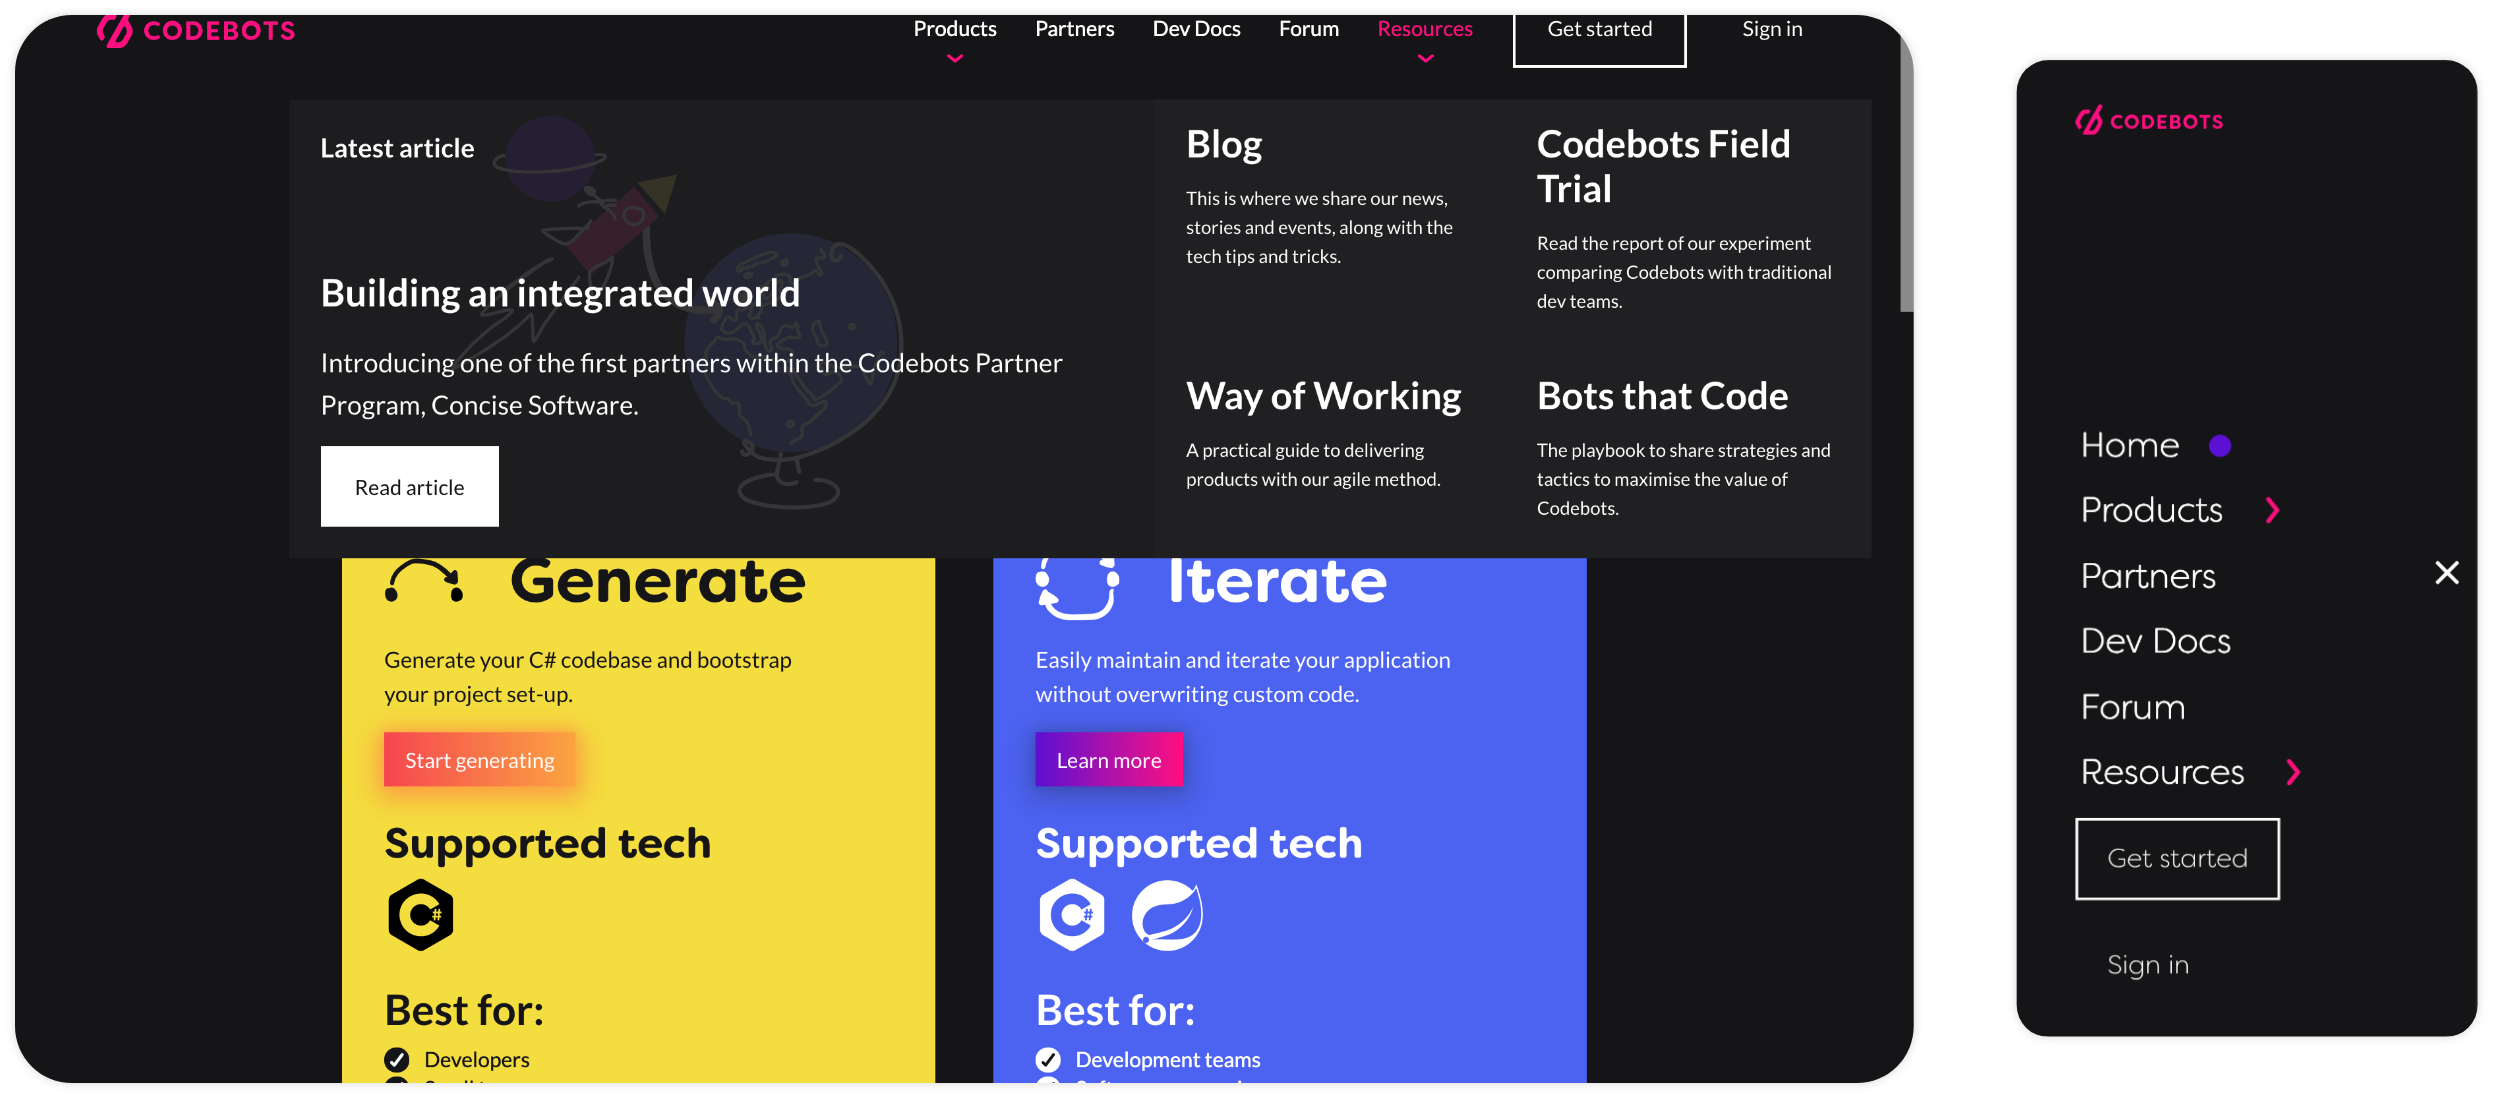 CODEBOTS
Products
Partners
Dev Docs
Forum
Resources
Get started
Sign in
Latest article
Building an integrated world
Introducing one of the first partners within the Codebots Partner
Program, Concise Software.
Read article
Blog
This is where we share our news,
stories and events, along with the
tech tips and tricks.
Codebots Field
Trial
Read the report of our experiment
comparing Codebots with traditional
dev teams.
Way of Working
A practical guide to delivering
products with our agile method.
Bots that Code
The playbook to share strategies and
tactics to maximise the value of
Codebots.
Generate
Generate your C# codebase and bootstrap
your project set-up.
Start generating
Supported tech
C#
Best for:
Developers
Iterate
Easily maintain and iterate your application
without overwriting custom code.
Learn more
Supported tech
C#
Best for:
Development teams
CODEBOTS
Home
Products
Partners
Dev Docs
Forum
Resources
Get started
Sign in